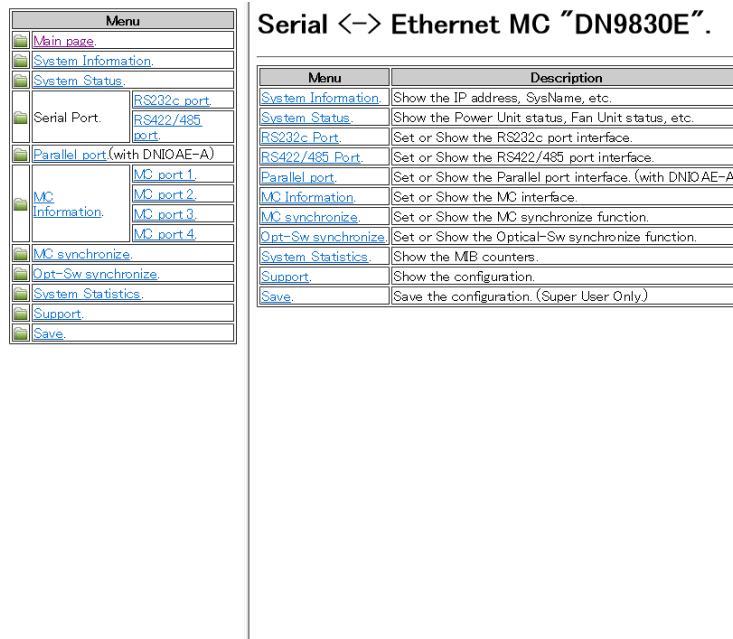 Menu
Main page.
System Information.
System Status.
Serial Port.
RS232c port.
RS422/485
port.
Parallel port.(with DNIOAE-A)
MC
Information.
MC port 1.
MC port 2.
MC port 3.
MC port 4.
MC synchronize.
Opt-Sw synchronize.
System Statistics.
Support.
Save.
Serial <-> Ethernet MC "DN9830E".
Menu Description
System Information. Show the IP address, SysName, etc.
System Status. Show the Power Unit status, Fan Unit status, etc.
RS232c Port. Set or Show the RS232c port interface.
RS422/485 Port. Set or Show the RS422/485 port interface.
Parallel port. Set or Show the Parallel port interface. (with DNIOAE-A
MC Information. Set or Show the MC interface.
MC synchronize. Set or Show the MC synchronize function.
Opt-Sw synchronize. Set or Show the Optical-Sw synchronize function.
System Statistics. Show the MIB counters.
Support. Show the configuration.
Save. Save the configuration. (Super User Only.)